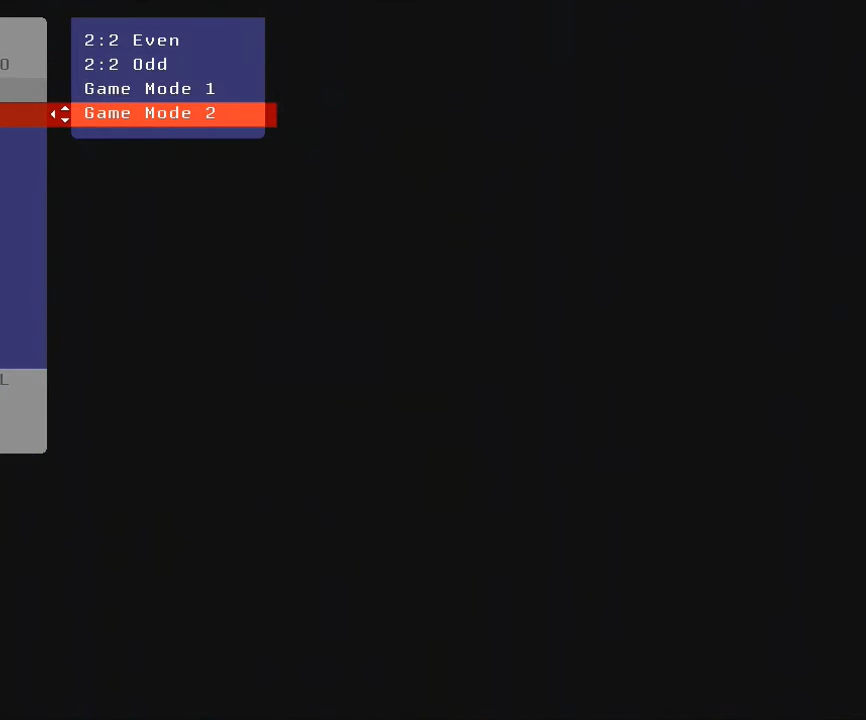 2:2 Even
O
2:2 Odd
Game Mode 1
Game Mode 2
L